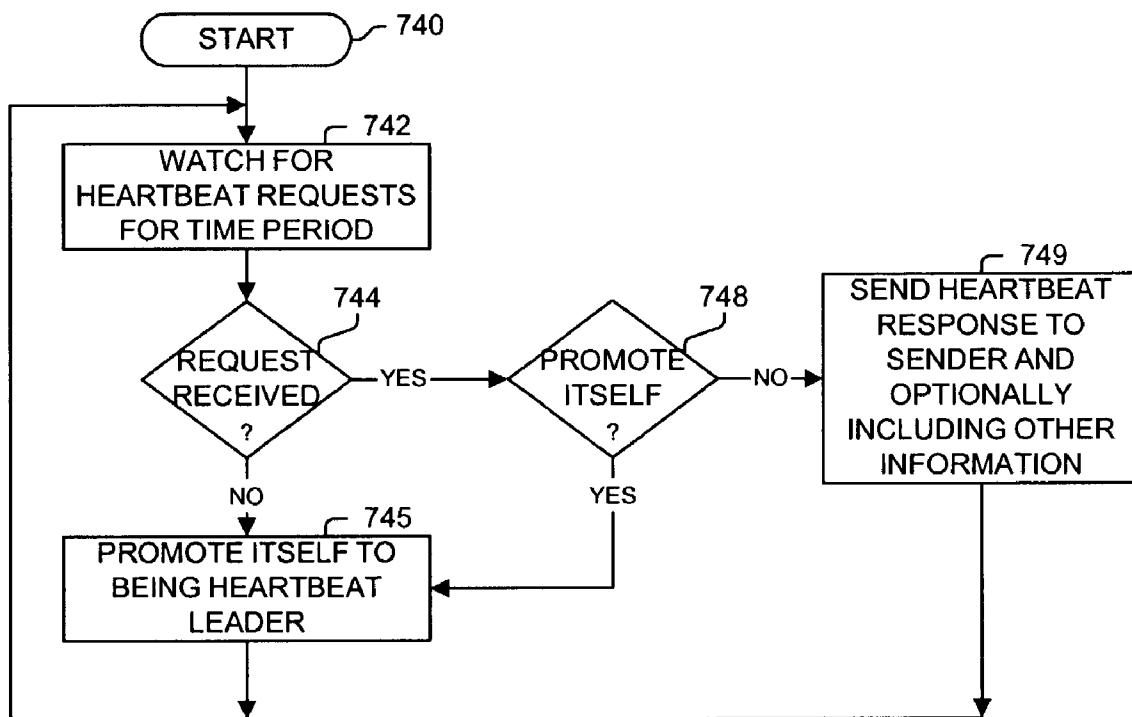 START
740
742
WATCH FOR
HEARTBEAT REQUESTS
FOR TIME PERIOD
744
REQUEST
RECEIVED
?
YES
748
PROMOTE
ITSELF
?
NO
749
SEND HEARTBEAT
RESPONSE TO
SENDER AND
OPTIONALLY
INCLUDING OTHER
INFORMATION
NO
YES
745
PROMOTE ITSELF TO
BEING HEARTBEAT
LEADER